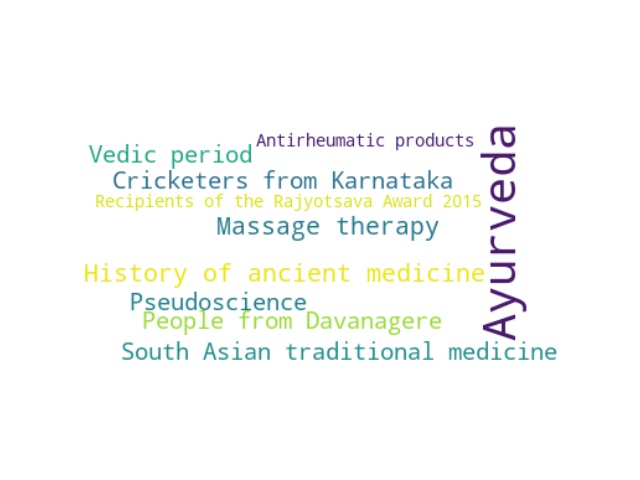 Antirheumatic products
Vedic period
Cricketers from Karnataka
Recipients of the Rajyotsava Award 2015
Massage therapy
History of ancient medicine
Pseudoscience
People from Davanagere
South Asian traditional medicine
Ayurveda